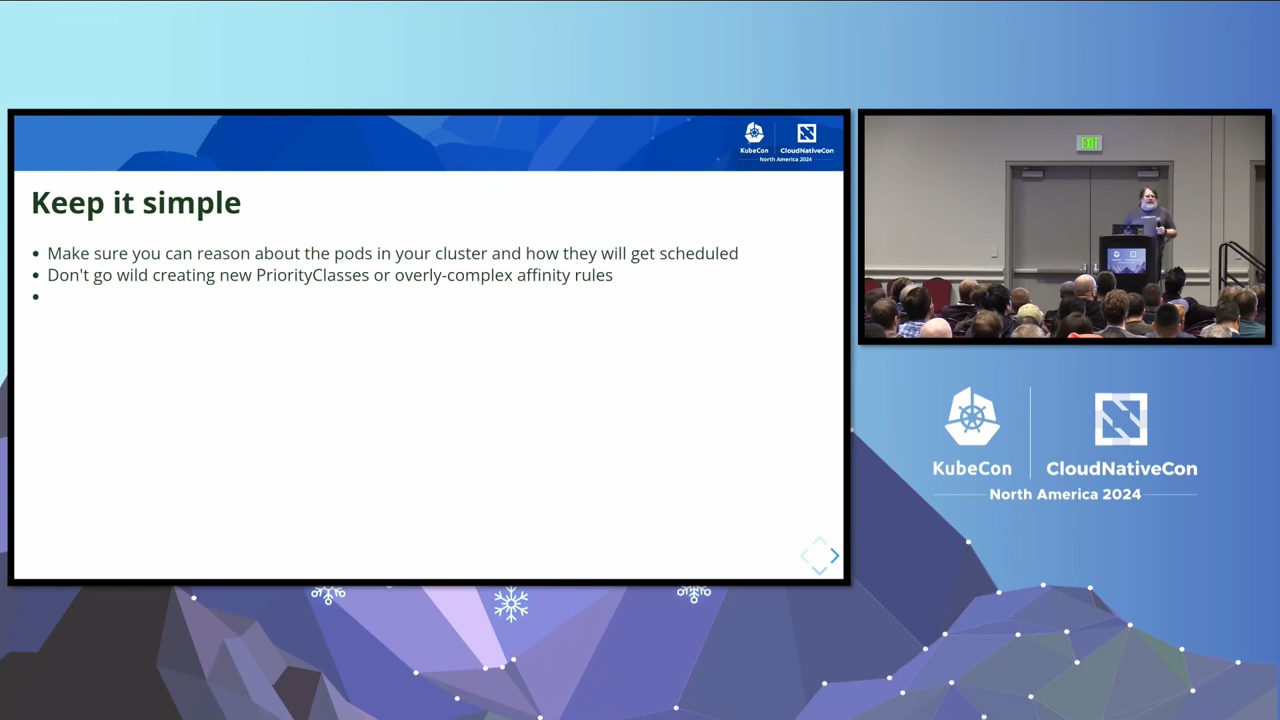 KubeCon
CloudNativeCon
North America 2024
Keep it simple
• Make sure you can reason about the pods in your cluster and how they will get scheduled
• Don't go wild creating new PriorityClasses or overly-complex affinity rules
•
EXIT
KubeCon
CloudNativeCon
North America 2024